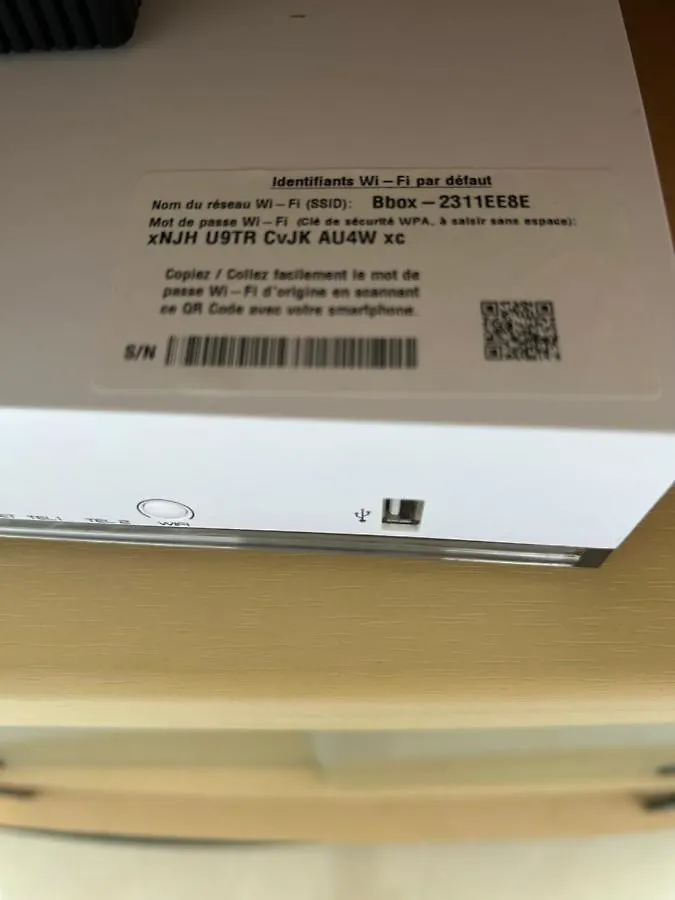 Identifiants Wi-Fi par défaut
Nom du réseau Wi-Fi (SSID): Bbox-2311EE8E
Mot de passe Wi-Fi (Clé de sécurité WPA, à saisir sans espace):
xNJH U9TR CvJK AU4W xc
Copiez / Collez facilement le mot de
passe Wi-Fi d'origine en scannant
ce QR Code avec votre smartphone.
S/N
TEL1 TEL 2 WIFI